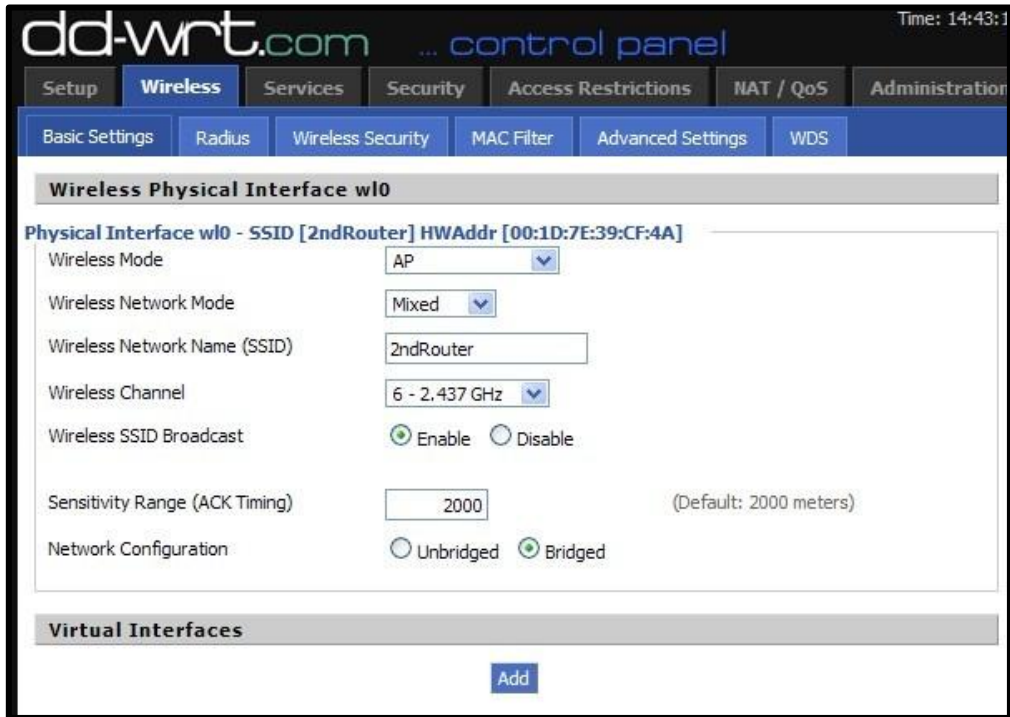 Time: 14:43:1
dd-wrt.com ... control panel
Setup Wireless Services Security Access Restrictions NAT / QoS Administration
Basic Settings Radius Wireless Security MAC Filter Advanced Settings WDS
Wireless Physical Interface wl0
Physical Interface wl0 - SSID [2ndRouter] HWAddr [00:1D:7E:39:CF:4A]
Wireless Mode AP
Wireless Network Mode Mixed
Wireless Network Name (SSID) 2ndRouter
Wireless Channel 6 - 2.437 GHz
Wireless SSID Broadcast Enable Disable
Sensitivity Range (ACK Timing) 2000 (Default: 2000 meters)
Network Configuration Unbridged Bridged
Virtual Interfaces
Add